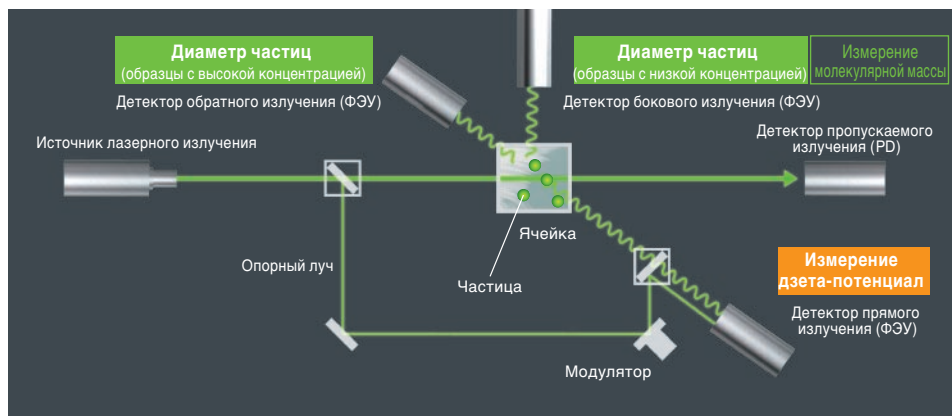 Диаметр частиц
(образцы с высокой концентрацией)
Детектор обратного излучения (ФЭУ)
Диаметр частиц
(образцы с низкой концентрацией)
Измерение
молекулярной массы
Детектор бокового излучения (ФЭУ)
Источник лазерного излучения
Детектор пропускаемого
излучения (PD)
Ячейка
Опорный луч
Частица
Измерение
дзета-потенциал
Детектор прямого
излучения (ФЭУ)
Модулятор